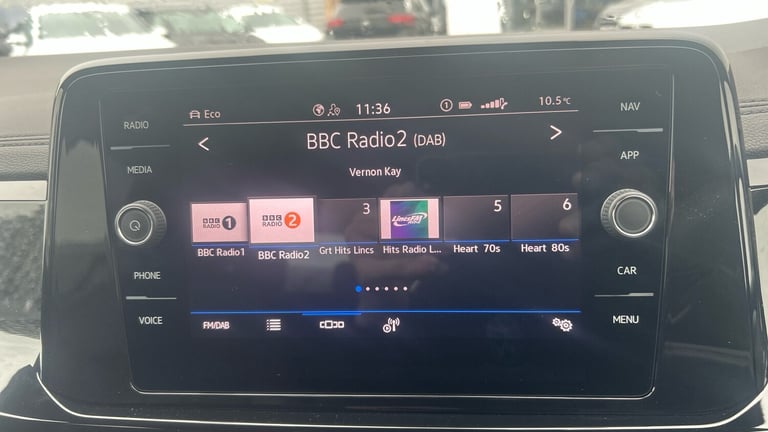 Eco
11:36
1
10.5°C
RADIO
NAV
<
BBC Radio2 (DAB)
>
MEDIA
APP
Vernon Kay
BBC RADIO 1
BBC RADIO 2
3
LincsFM
5
6
BBC Radio1
BBC Radio2
Grt Hits Lincs
Hits Radio L...
Heart 70s
Heart 80s
PHONE
CAR
VOICE
MENU
FM/DAB